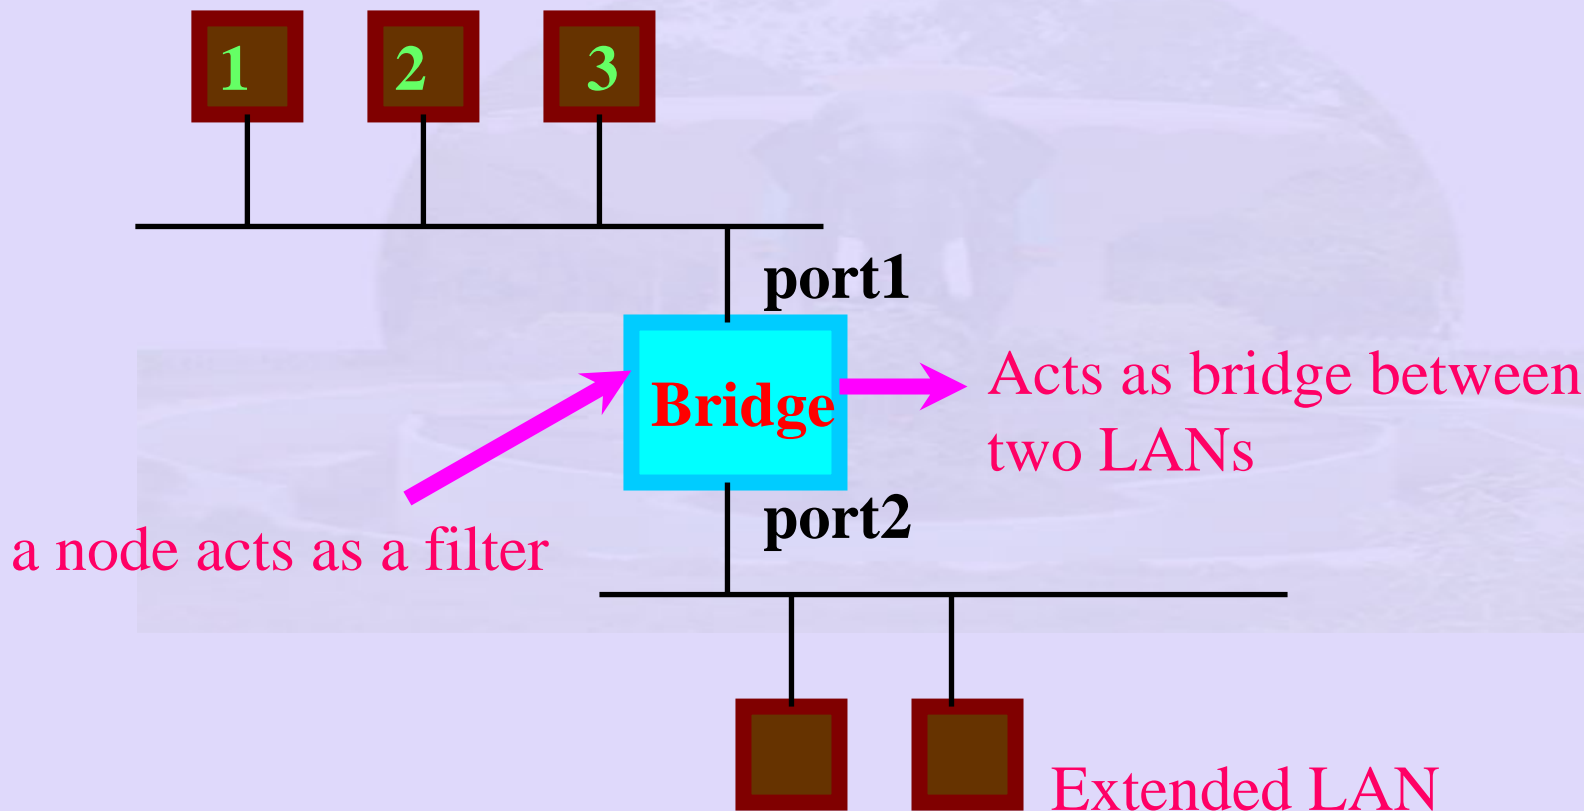 1 2 3
port1
Bridge
Acts as bridge between
two LANs
a node acts as a filter
port2
Extended LAN